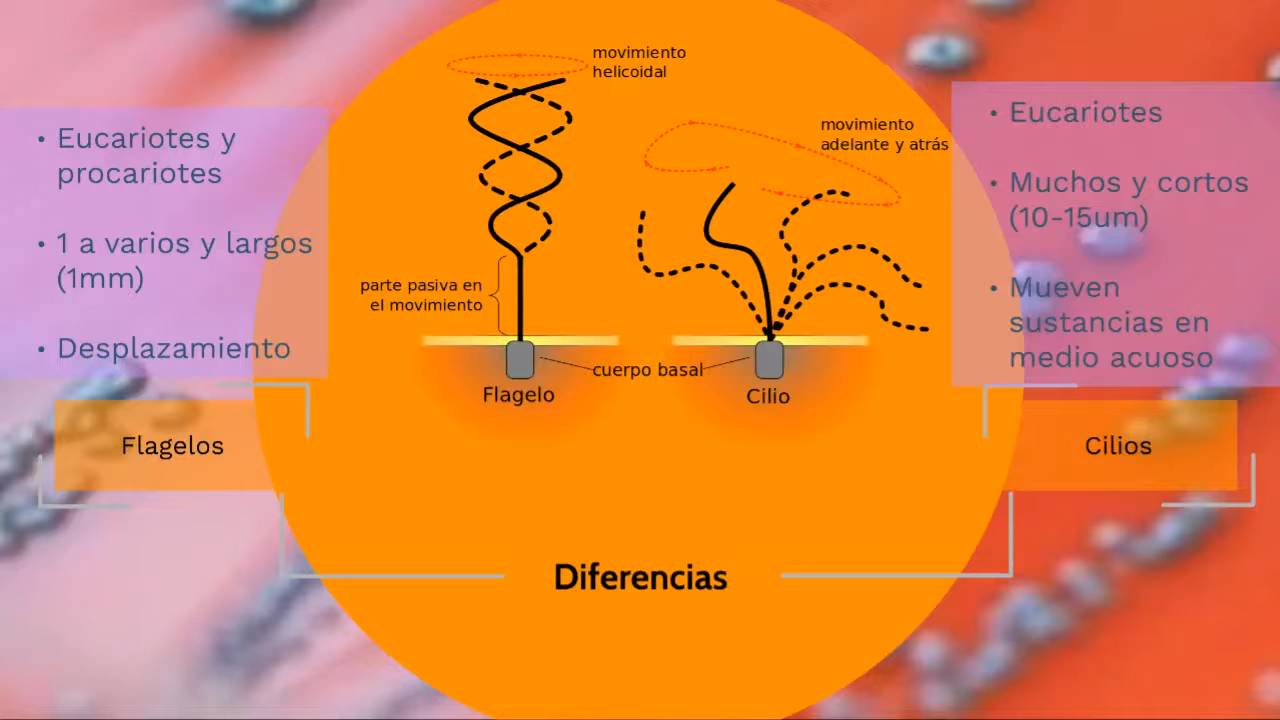 • Eucariotes y
procariotes
• 1 a varios y largos
(1mm)
• Desplazamiento
Flagelos
movimiento
helicoidal
movimiento
adelante y atrás
parte pasiva en
el movimiento
cuerpo basal
Flagelo
Cilio
• Eucariotes
• Muchos y cortos
(10-15um)
• Mueven
sustancias en
medio acuoso
Cilios
Diferencias